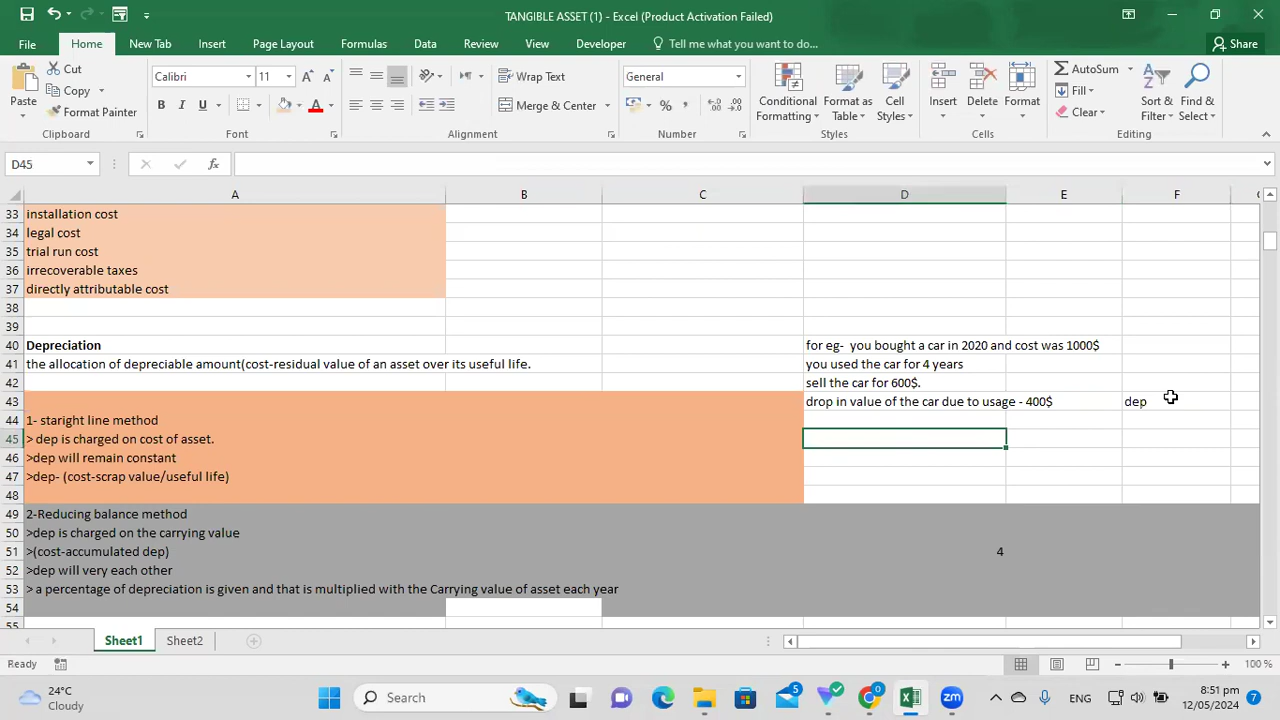 TANGIBLE ASSET (1) - Excel (Product Activation Failed)
File Home New Tab Insert Page Layout Formulas Data Review View Developer Tell me what you want to do... Share
Paste Cut Copy Format Painter Clipboard
Calibri 11 B I U A Font
Wrap Text Merge & Center Alignment
General % , Number
Conditional Formatting Format as Table Cell Styles Styles
Insert Delete Format Cells
AutoSum Fill Clear Sort & Filter Find & Select Editing
D45 fx
A B C D E F
33 installation cost
34 legal cost
35 trial run cost
36 irrecoverable taxes
37 directly attributable cost
38
39
40 Depreciation for eg- you bought a car in 2020 and cost was 1000$
41 the allocation of depreciable amount(cost-residual value of an asset over its useful life. you used the car for 4 years
42 sell the car for 600$.
43 drop in value of the car due to usage - 400$ dep
44 1- staright line method
45 > dep is charged on cost of asset.
46 >dep will remain constant
47 >dep- (cost-scrap value/useful life)
48
49 2-Reducing balance method
50 >dep is charged on the carrying value
51 >(cost-accumulated dep) 4
52 >dep will very each other
53 > a percentage of depreciation is given and that is multiplied with the Carrying value of asset each year
54
55
Sheet1 Sheet2
Ready 100 %
24°C
Cloudy
Search 5 0 ENG 8:51 pm
12/05/2024 7